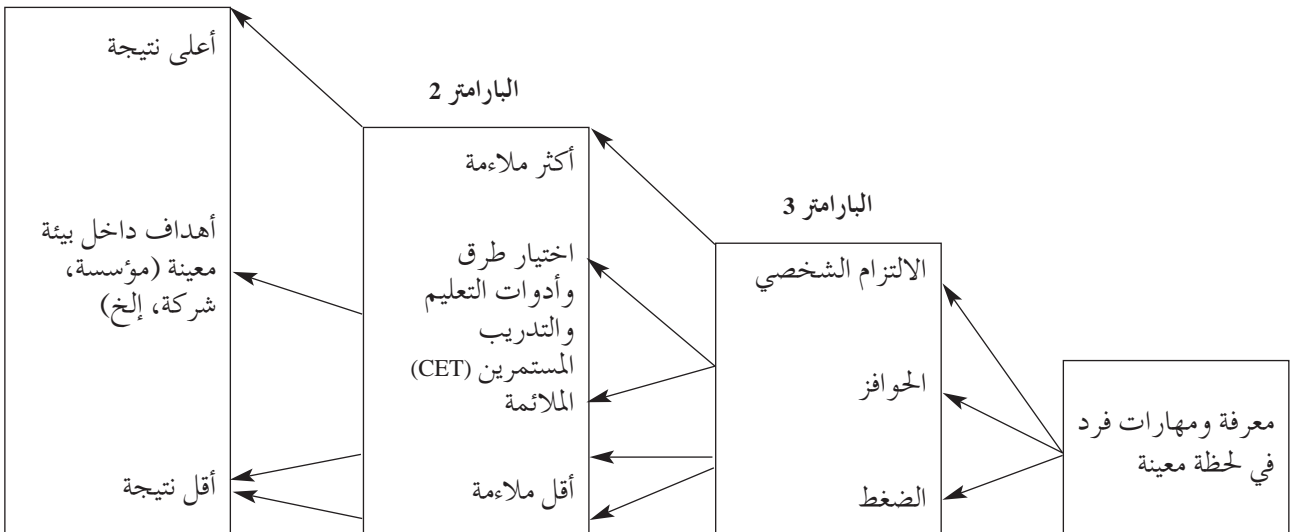 أعلى نتيجة
أهداف داخل بيئة
معينة (مؤسسة،
شركة، إلخ)
أقل نتيجة
البارامتر 2
أكثر ملاءمة
اختيار طرق
وأدوات التعليم
والتدريب
المستمرين (CET)
الملائمة
أقل ملاءمة
البارامتر 3
الالتزام الشخصي
الحوافز
الضغط
معرفة ومهارات فرد
في لحظة معينة